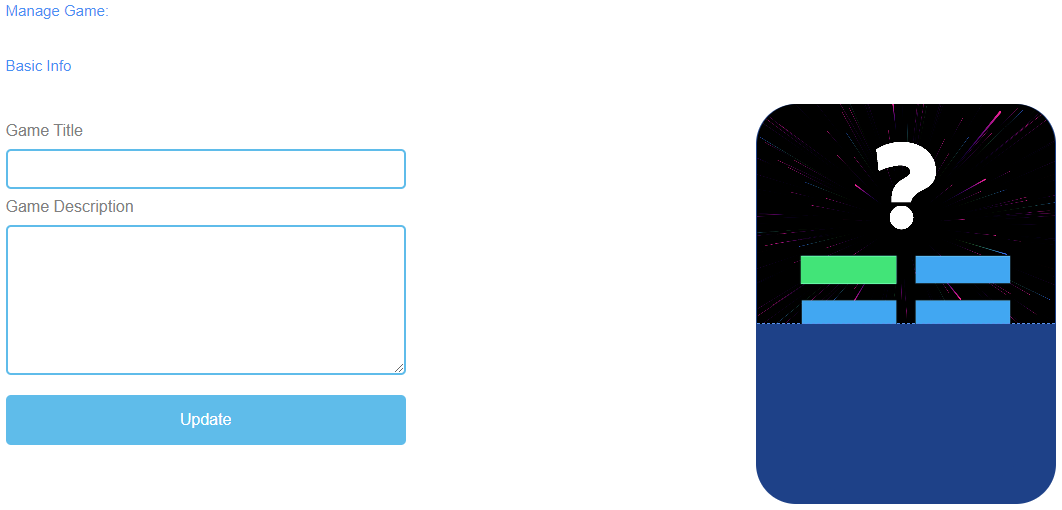 Manage Game:
Basic Info
Game Title
Game Description
Update
?